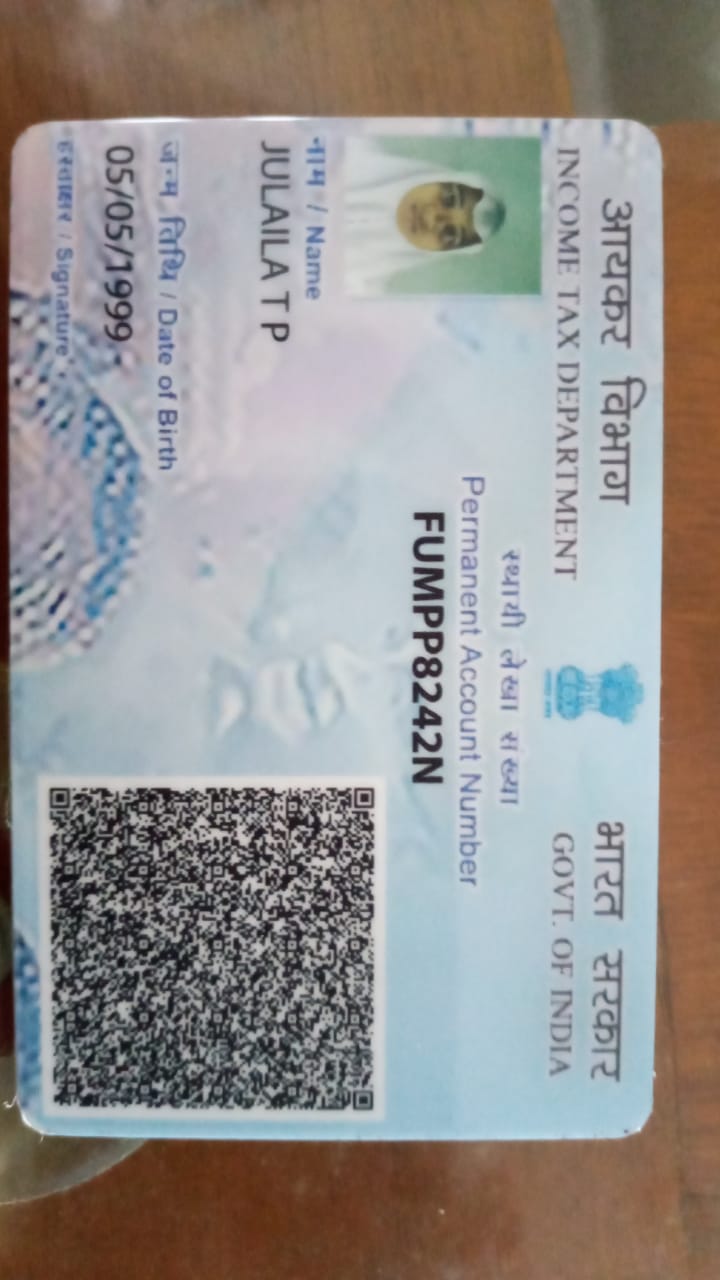 आयकर विभाग
INCOME TAX DEPARTMENT
भारत सरकार
GOVT. OF INDIA
स्थायी लेखा संख्या
Permanent Account Number
FUMPP8242N
नाम / Name
JULAILA T P
जन्म तिथि / Date of Birth
05/05/1999
हस्ताक्षर / Signature